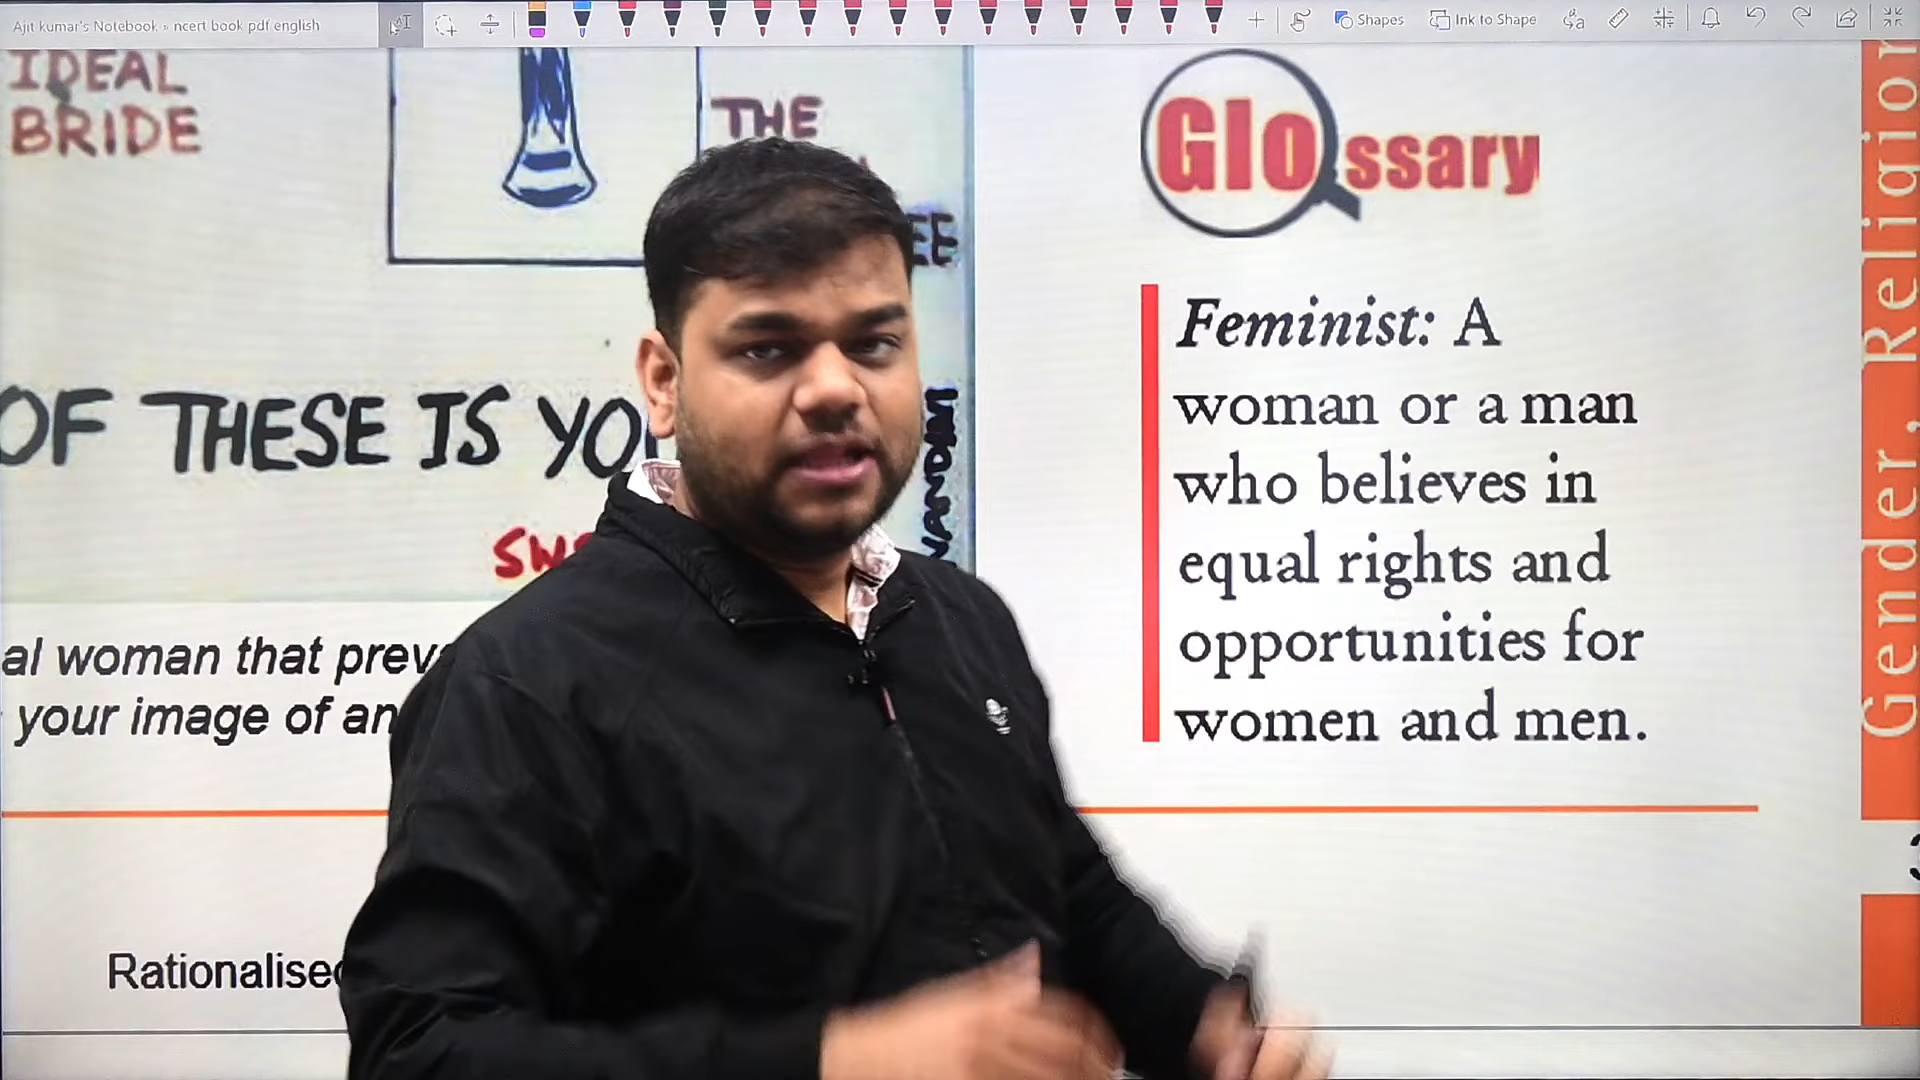 Ajit kumar's Notebook » ncert book pdf english
Shapes
Ink to Shape
IDEAL
BRIDE
THE
EE
OF THESE IS YO
SW
al woman that prev
your image of an
Rationalised
Glossary
Feminist: A
woman or a man
who believes in
equal rights and
opportunities for
women and men.
Gender, Religion